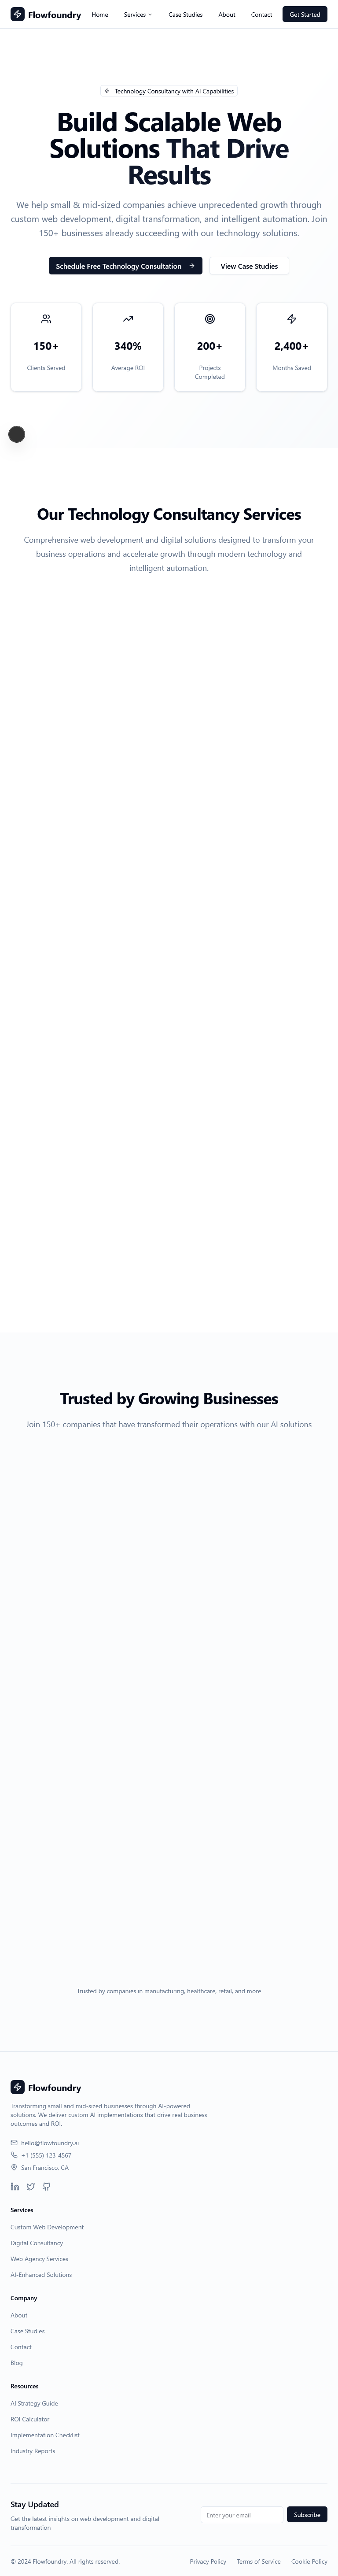 Flowfoundry
Home
Services
Case Studies
About
Contact
Get Started
Technology Consultancy with AI Capabilities
Build Scalable Web
Solutions That Drive
Results
We help small & mid-sized companies achieve unprecedented growth through
custom web development, digital transformation, and intelligent automation. Join
150+ businesses already succeeding with our technology solutions.
Schedule Free Technology Consultation
View Case Studies
150+
Clients Served
340%
Average ROI
200+
Projects
Completed
2,400+
Months Saved
Our Technology Consultancy Services
Comprehensive web development and digital solutions designed to transform your
business operations and accelerate growth through modern technology and
intelligent automation.
Trusted by Growing Businesses
Join 150+ companies that have transformed their operations with our AI solutions
Trusted by companies in manufacturing, healthcare, retail, and more
Flowfoundry
Transforming small and mid-sized businesses through AI-powered
solutions. We deliver custom AI implementations that drive real business
outcomes and ROI.
hello@flowfoundry.ai
+1 (555) 123-4567
San Francisco, CA
Services
Custom Web Development
Digital Consultancy
Web Agency Services
AI-Enhanced Solutions
Company
About
Case Studies
Contact
Blog
Resources
AI Strategy Guide
ROI Calculator
Implementation Checklist
Industry Reports
Stay Updated
Get the latest insights on web development and digital
transformation
Enter your email
Subscribe
© 2024 Flowfoundry. All rights reserved.
Privacy Policy
Terms of Service
Cookie Policy